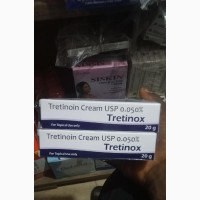 SISKIN
Tretinoin Cream USP 0.050%
Tretinox
For Topical Use only
20 g
Tretinoin Cream USP 0.050%
Tretinox
For Topical Use only
20 g